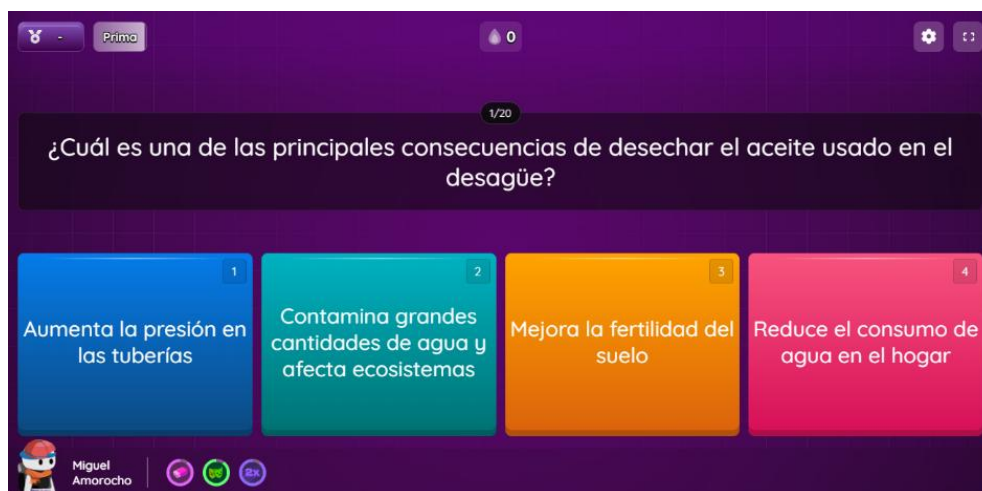 -
Prima
0
1/20
¿Cuál es una de las principales consecuencias de desechar el aceite usado en el
desagüe?
1
Aumenta la presión en
las tuberías
2
Contamina grandes
cantidades de agua y
afecta ecosistemas
3
Mejora la fertilidad del
suelo
4
Reduce el consumo de
agua en el hogar
Miguel
Amorocho
2x